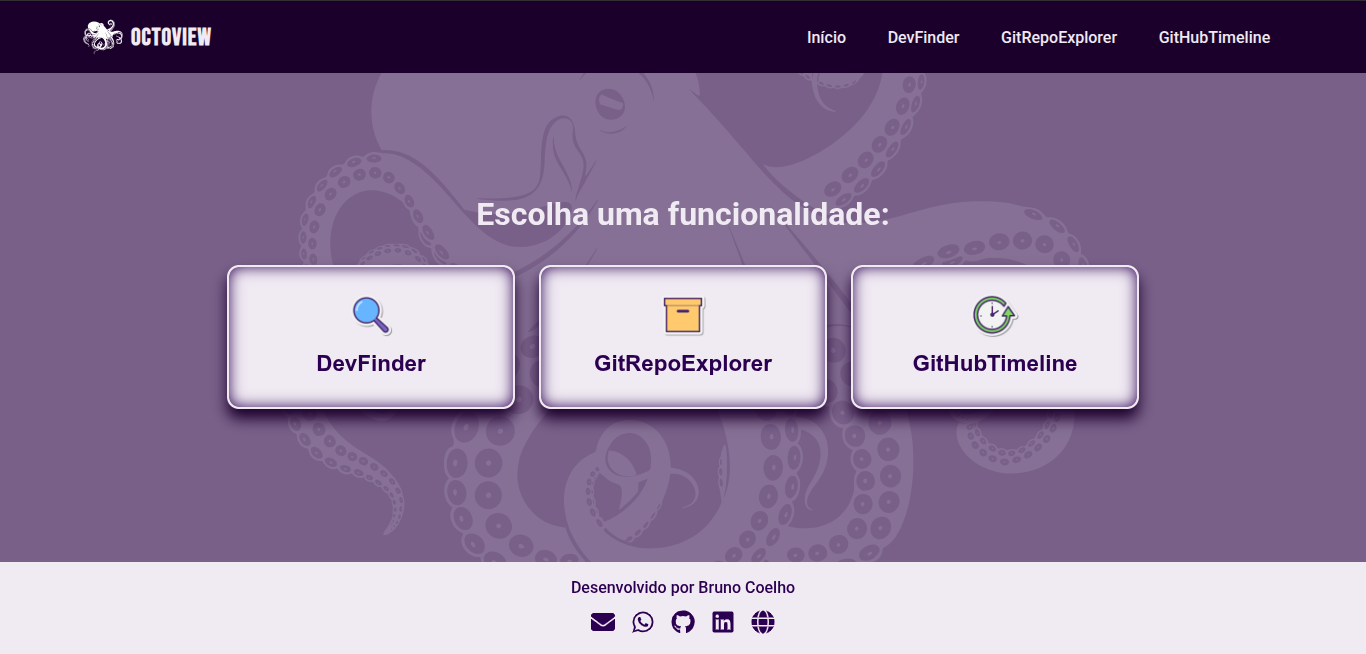 OCTOVIEW
Início DevFinder GitRepoExplorer GitHubTimeline
Escolha uma funcionalidade:
DevFinder
GitRepoExplorer
GitHubTimeline
Desenvolvido por Bruno Coelho